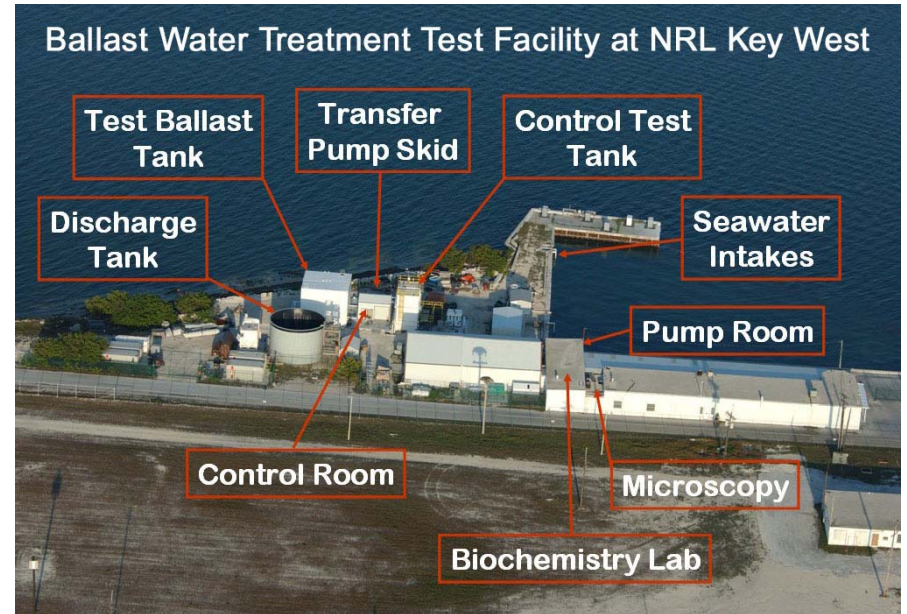 Ballast Water Treatment Test Facility at NRL Key West
Test Ballast
Tank
Transfer
Pump Skid
Control Test
Tank
Discharge
Tank
Seawater
Intakes
Pump Room
Control Room
Microscopy
Biochemistry Lab